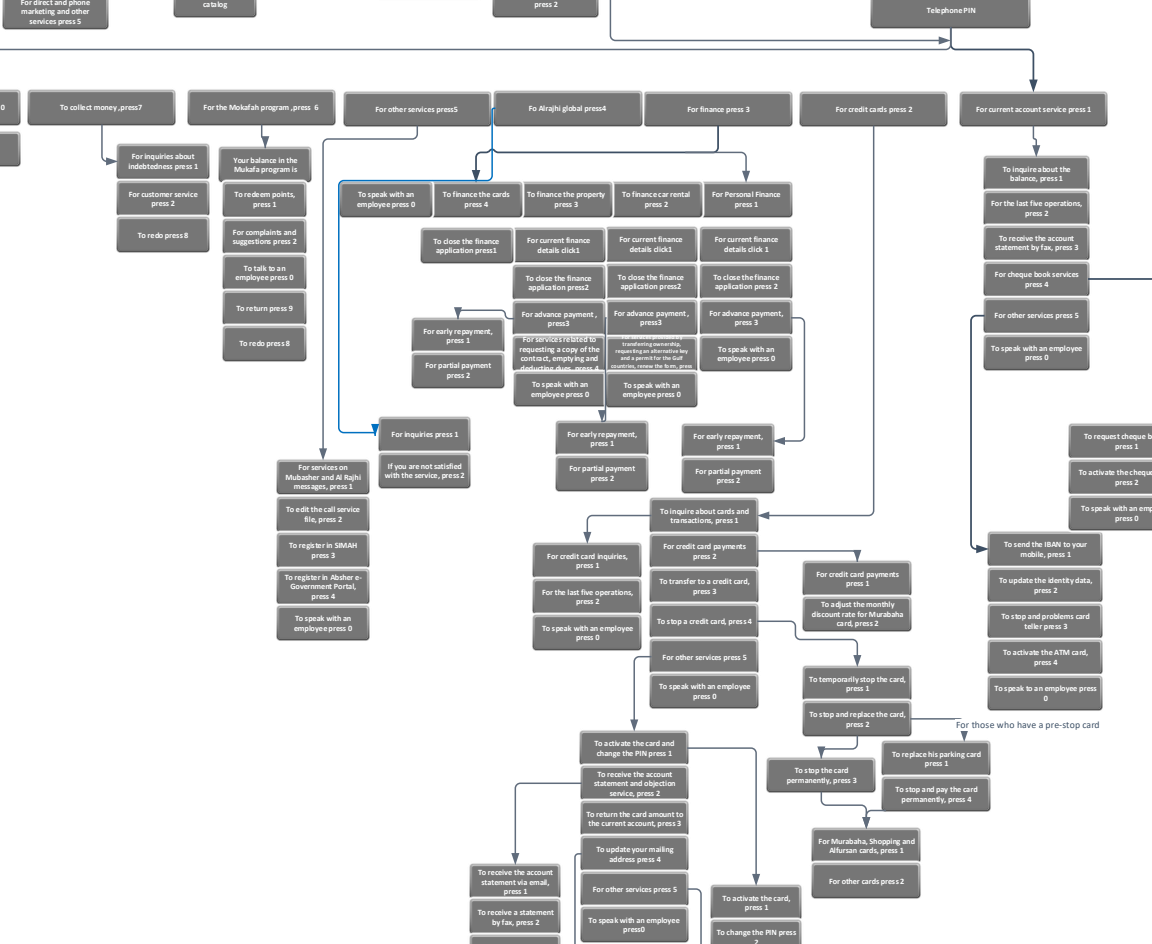 For direct and phone
marketing and other
services press 5
catalog
press 2
Telephone PIN
0
To collect money ,press7
For the Mokafah program ,press 6
For other services press5
Fo Alrajhi global press4
For finance press 3
For credit cards press 2
For current account service press 1
For inquiries about
indebtedness press 1
For customer service
press 2
To redo press 8
Your balance in the
Mukafa program is
To redeem points,
press 1
For complaints and
suggestions press 2
To talk to an
employee press 0
To return press 9
To redo press 8
To speak with an
employee press 0
To finance the cards
press 4
To finance the property
press 3
To finance car rental
press 2
For Personal Finance
press 1
To close the finance
application press1
For current finance
details click1
For current finance
details click1
For current finance
details click 1
To close the finance
application press2
To close the finance
application press2
To close the finance
application press 2
For advance payment ,
press3
For advance payment ,
press3
For advance payment,
press 3
For services related to
requesting a copy of the
contract, emptying and
deducting dues, press 4
transferring ownership,
requesting an alternative key
and a permit for the Gulf
countries, renew the form, press
To speak with an
employee press 0
To speak with an
employee press 0
To speak with an
employee press 0
For early repayment,
press 1
For partial payment
press 2
For early repayment,
press 1
For partial payment
press 2
For early repayment,
press 1
For partial payment
press 2
For inquiries press 1
If you are not satisfied
with the service, press2
For services on
Mubasher and Al Rajhi
messages, press 1
To edit the call service
file, press 2
To register in SIMAH
press 3
To register in Absher e-
Government Portal,
press 4
To speak with an
employee press 0
To inquire about the
balance, press1
For the last five operations,
press 2
To receive the account
statement by fax, press 3
For cheque book services
press 4
For other services press 5
To speak with an employee
press 0
To request cheque b
press 1
To activate the cheque
press 2
To speak with an emp
press 0
To send the IBAN to your
mobile, press 1
To update the identity data,
press 2
To stop and problems card
teller press 3
To activate the ATM card,
press 4
To speak to an employee press
0
To inquire about cards and
transactions, press 1
For credit card payments
press 2
To transfer to a credit card,
press 3
To stop a credit card, press 4
For other services press 5
To speak with an employee
press 0
For credit card inquiries,
press 1
For the last five operations,
press 2
To speak with an employee
press 0
For credit card payments
press 1
To adjust the monthly
discount rate for Murabaha
card, press 2
To temporarily stop the card,
press 1
To stop and replace the card,
press 2
For those who have a pre-stop card
To replace his parking card
press 1
To stop and pay the card
permanently, press 4
To stop the card
permanently, press 3
For Murabaha, Shopping and
Alfursan cards, press 1
For other cards press 2
To activate the card and
change the PIN press 1
To receive the account
statement and objection
service, press 2
To return the card amount to
the current account, press 3
To update your mailing
address press 4
For other services press 5
To speak with an employee
press0
To receive the account
statement via email,
press 1
To receive a statement
by fax, press 2
To activate the card,
press 1
To change the PIN press
2